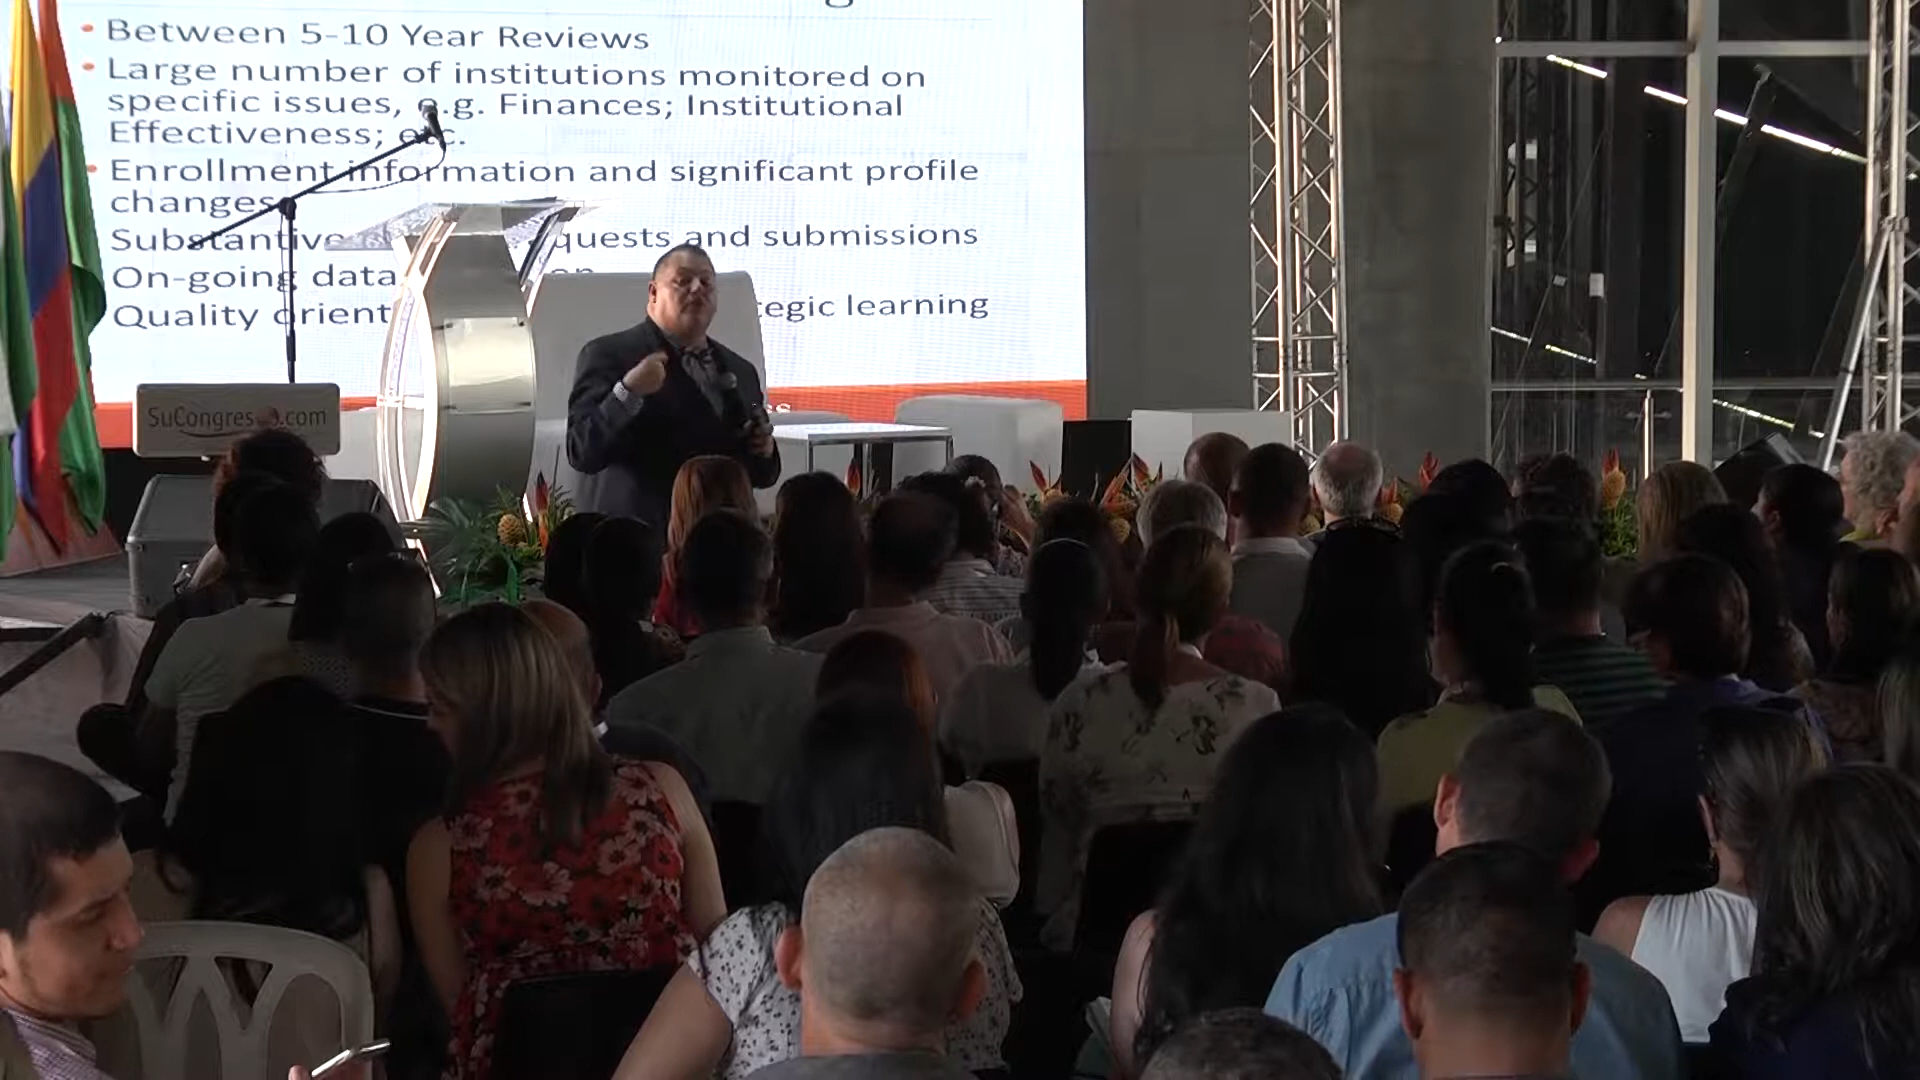 Between 5-10 Year Reviews
Large number of institutions monitored on
specific issues, e.g. Finances; Institutional
Effectiveness; etc.
Enrollment information and significant profile
changes
Substantive quests and submissions
On-going data
Quality orient tegic learning
SuCongreso.com